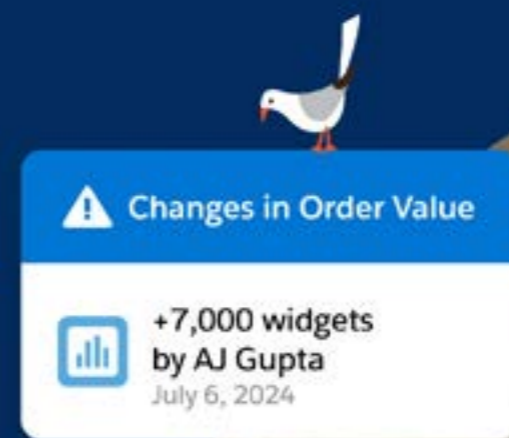 Changes in Order Value
+7,000 widgets
by AJ Gupta
July 6, 2024